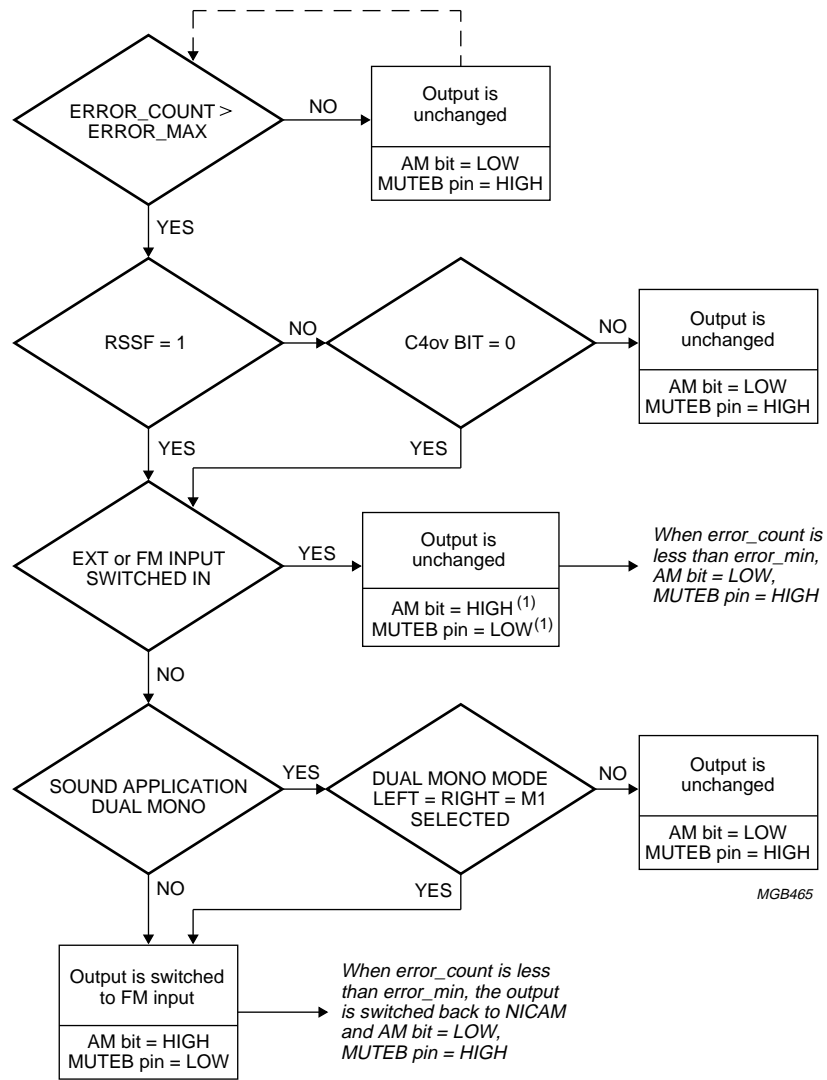 ERROR_COUNT >
ERROR_MAX
NO
Output is
unchanged
AM bit = LOW
MUTEB pin = HIGH
YES
RSSF = 1
NO
C4ov BIT = 0
NO
Output is
unchanged
AM bit = LOW
MUTEB pin = HIGH
YES
YES
EXT or FM INPUT
SWITCHED IN
YES
Output is
unchanged
AM bit = HIGH (1)
MUTEB pin = LOW(1)
When error_count is
less than error_min,
AM bit = LOW,
MUTEB pin = HIGH
NO
SOUND APPLICATION
DUAL MONO
YES
DUAL MONO MODE
LEFT = RIGHT = M1
SELECTED
NO
Output is
unchanged
AM bit = LOW
MUTEB pin = HIGH
MGB465
NO
YES
Output is switched
to FM input
AM bit = HIGH
MUTEB pin = LOW
When error_count is less
than error_min, the output
is switched back to NICAM
and AM bit = LOW,
MUTEB pin = HIGH